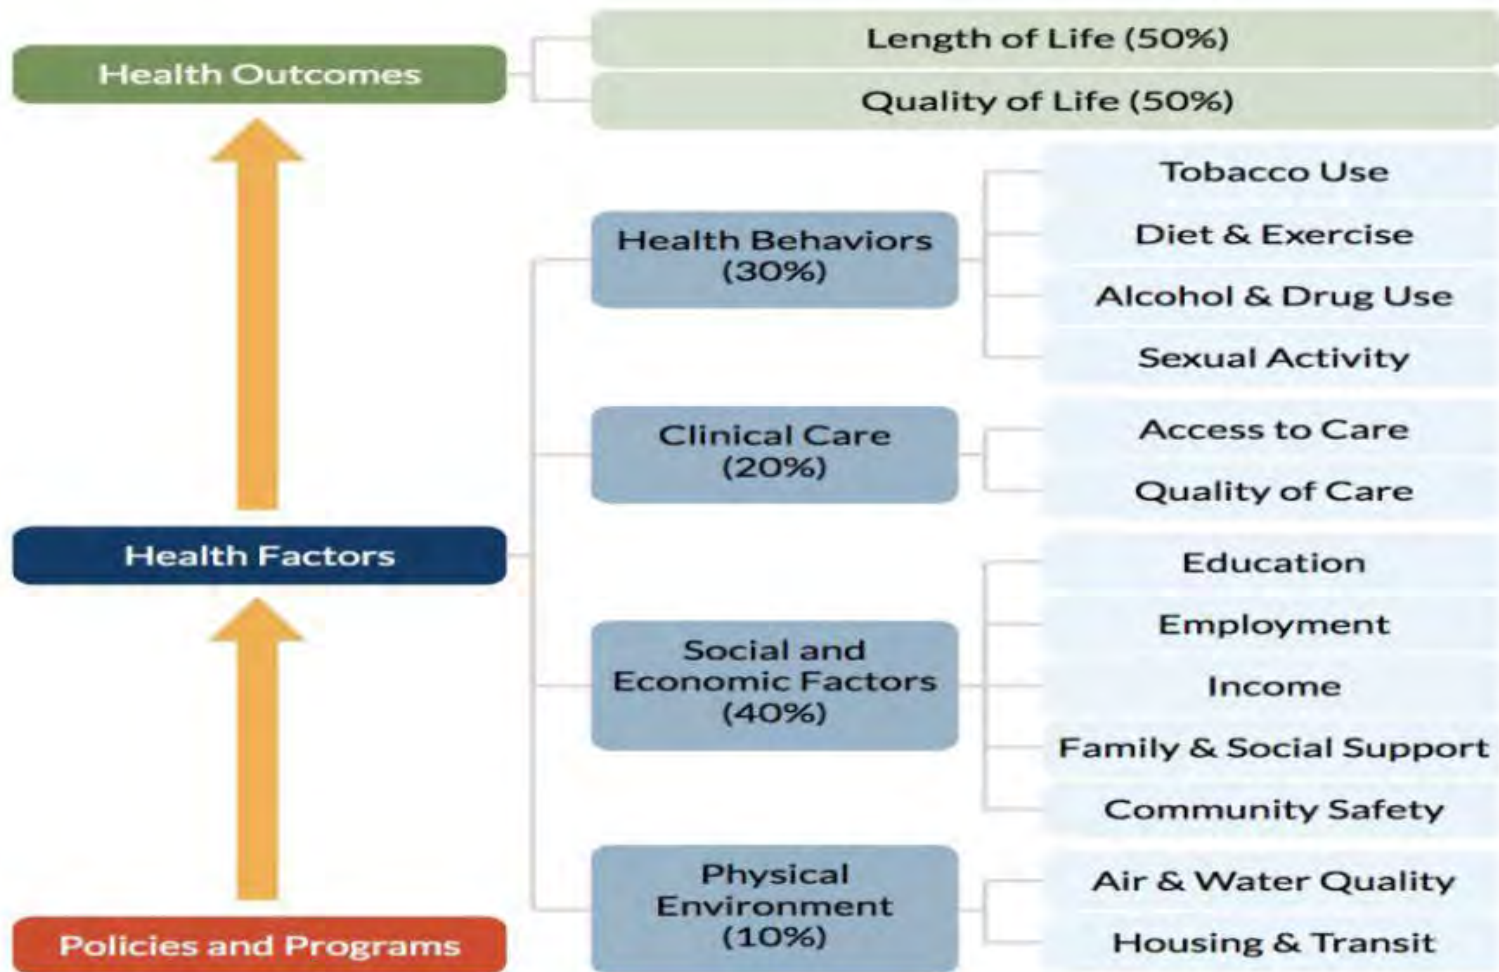 Health Outcomes
Length of Life (50%)
Quality of Life (50%)
Health Factors
Health Behaviors
(30%)
Tobacco Use
Diet & Exercise
Alcohol & Drug Use
Sexual Activity
Clinical Care
(20%)
Access to Care
Quality of Care
Social and
Economic Factors
(40%)
Education
Employment
Income
Family & Social Support
Community Safety
Physical
Environment
(10%)
Air & Water Quality
Housing & Transit
Policies and Programs